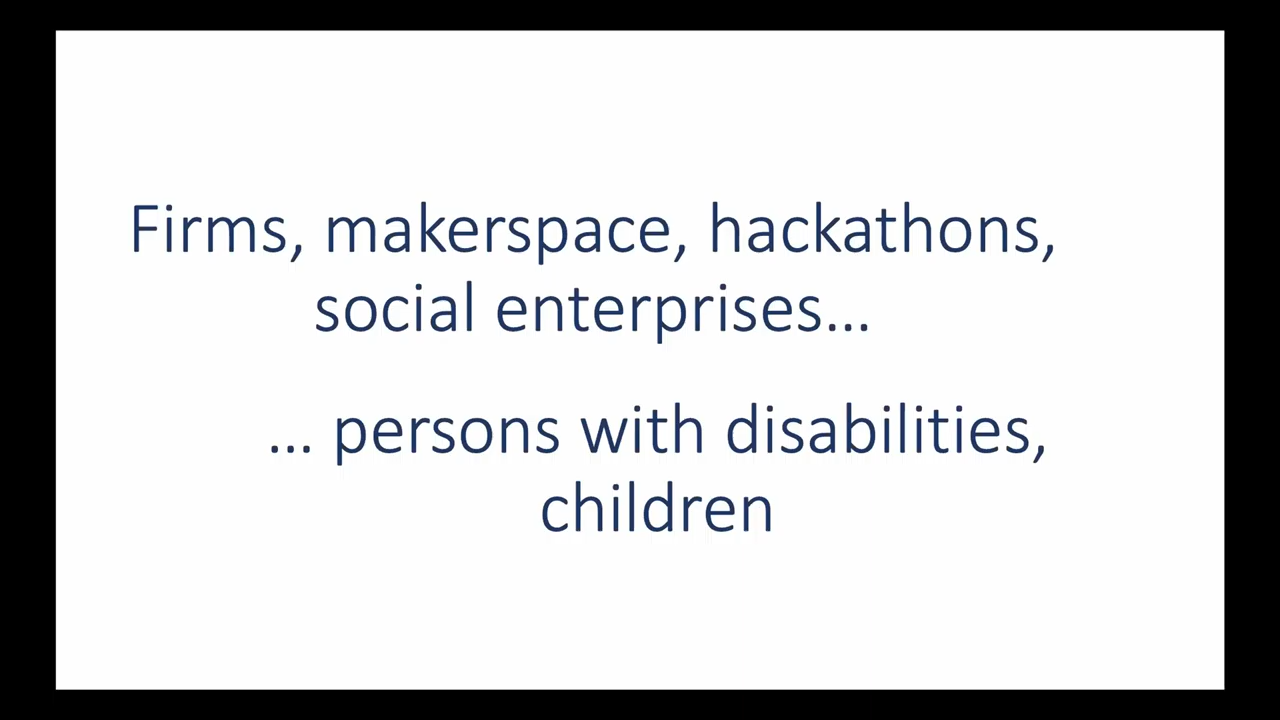 Firms, makerspace, hackathons,
social enterprises…
… persons with disabilities,
children